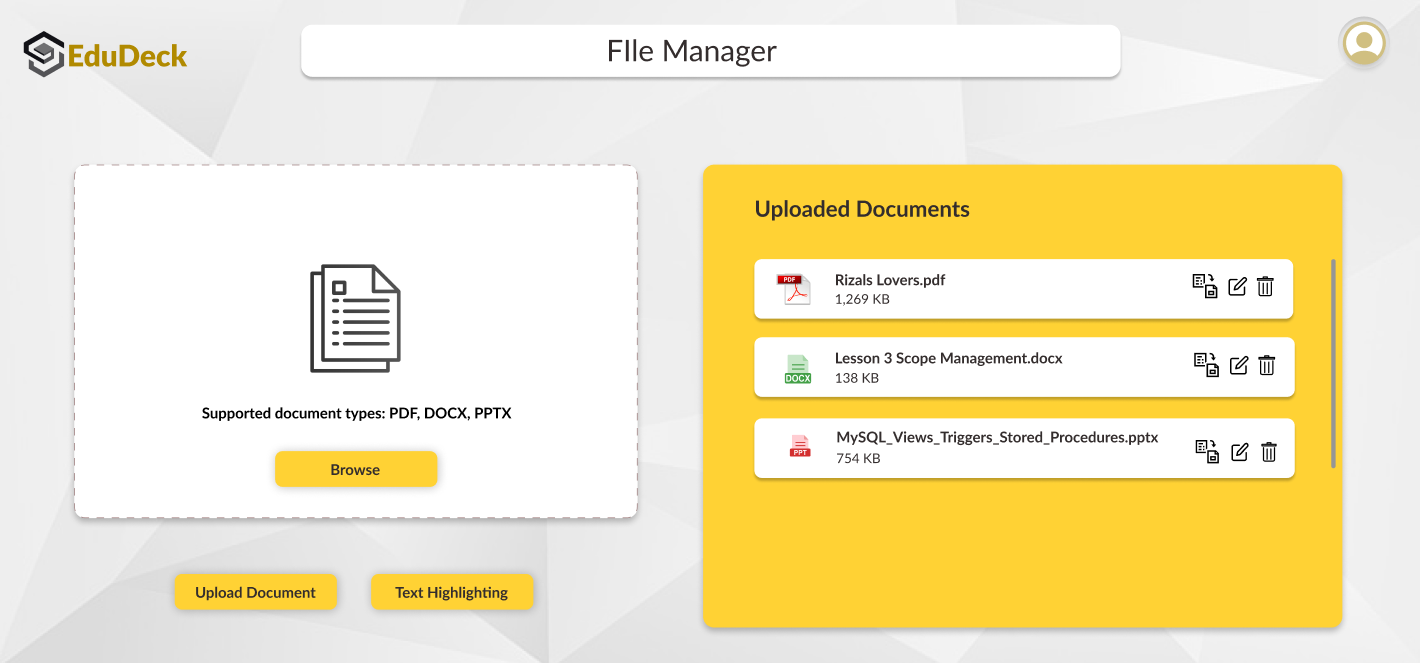 EduDeck
FIle Manager
Supported document types: PDF, DOCX, PPTX
Browse
Upload Document
Text Highlighting
Uploaded Documents
PDF
Rizals Lovers.pdf
1,269 KB
DOCX
Lesson 3 Scope Management.docx
138 KB
PPT
MySQL_Views_Triggers_Stored_Procedures.pptx
754 KB